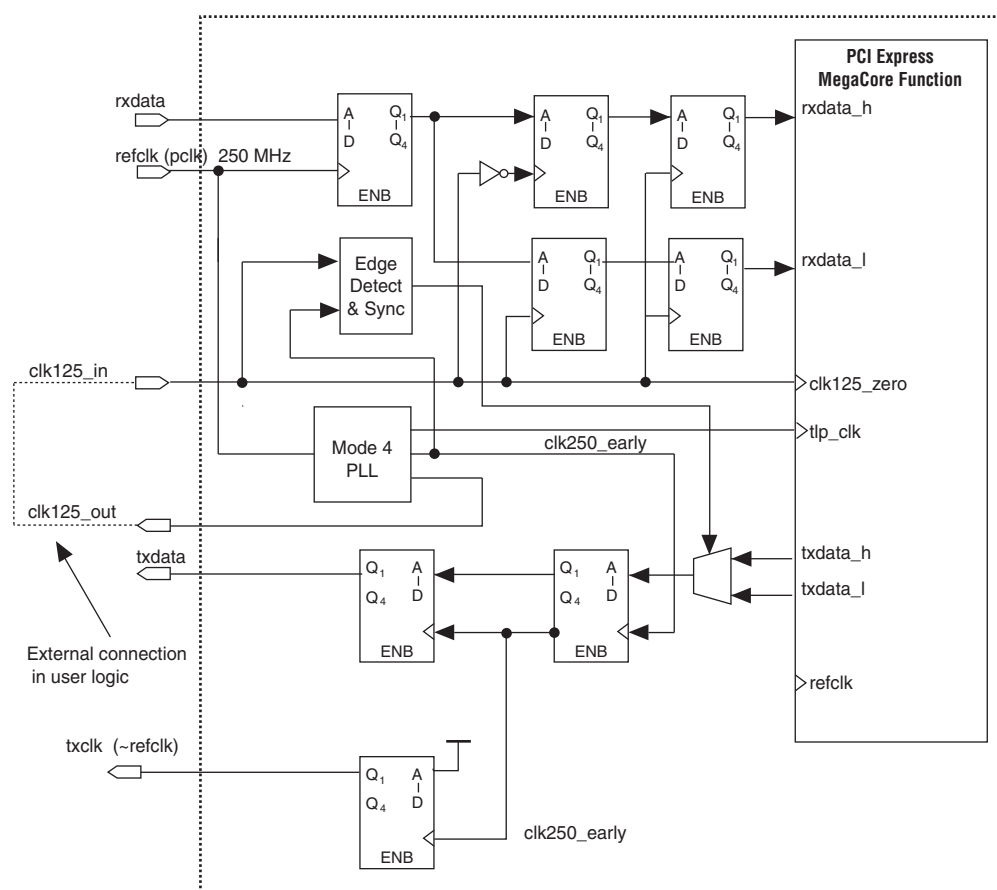 PCI Express
MegaCore Function
rxdata
A
D
Q1
Q4
ENB
A
D
Q1
Q4
ENB
A
D
Q1
Q4
ENB
rxdata_h
refclk (pclk) 250 MHz
Edge
Detect
& Sync
A
D
Q1
Q4
ENB
A
D
Q1
Q4
ENB
rxdata_l
clk125_in
clk125_zero
Mode 4
PLL
clk250_early
tlp_clk
clk125_out
txdata
Q1
Q4
A
D
ENB
Q1
Q4
A
D
ENB
txdata_h
txdata_l
External connection
in user logic
refclk
txclk (~refclk)
Q1
Q4
A
D
ENB
clk250_early